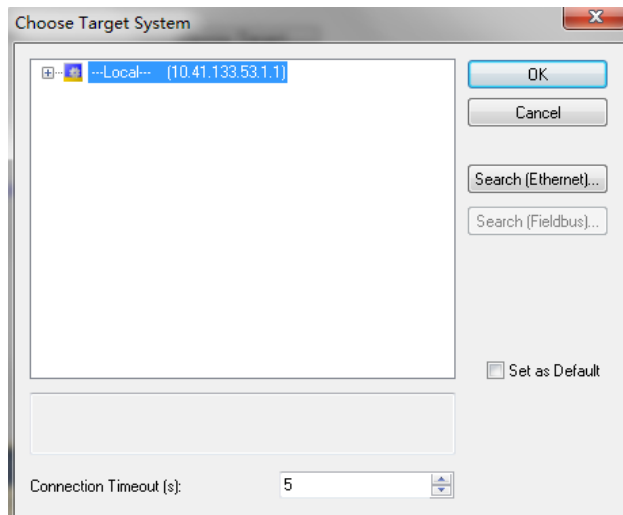 Choose Target System
---Local--- (10.41.133.53.1.1)
OK
Cancel
Search (Ethernet)...
Search (Fieldbus)...
Set as Default
Connection Timeout (s): 5